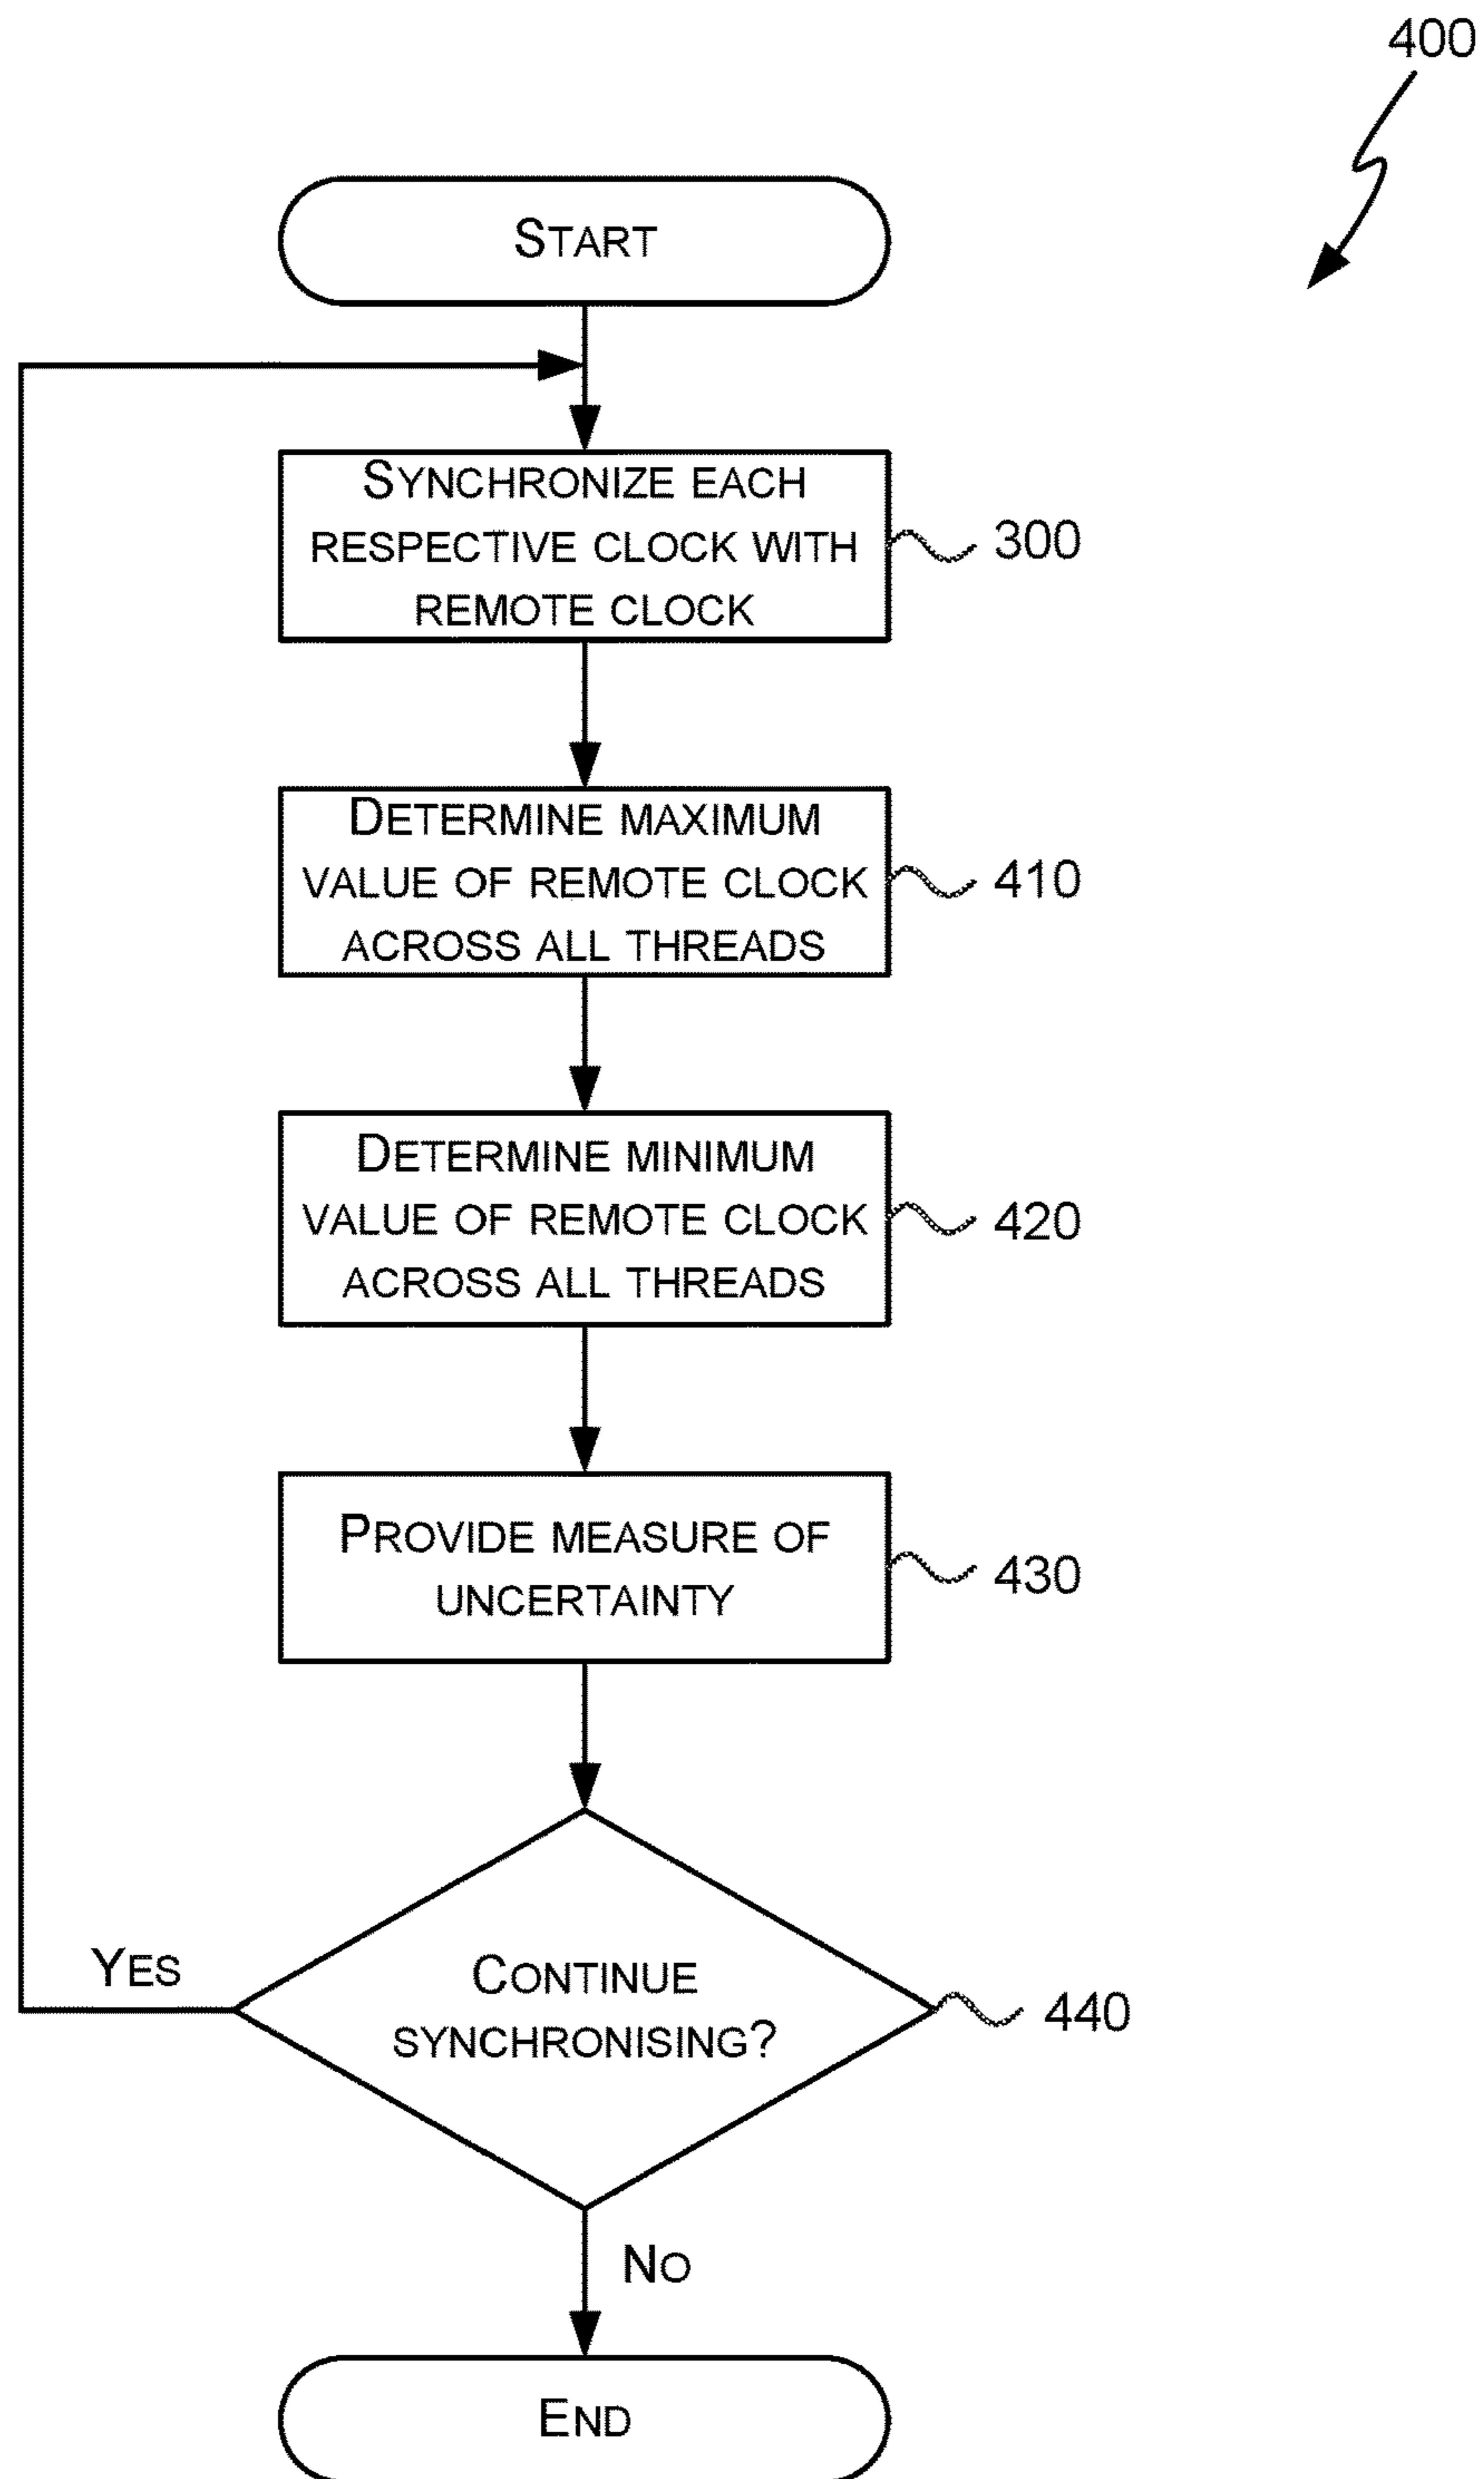 400
START
SYNCHRONIZE EACH
RESPECTIVE CLOCK WITH
REMOTE CLOCK
300
DETERMINE MAXIMUM
VALUE OF REMOTE CLOCK
ACROSS ALL THREADS
410
DETERMINE MINIMUM
VALUE OF REMOTE CLOCK
ACROSS ALL THREADS
420
PROVIDE MEASURE OF
UNCERTAINTY
430
YES
CONTINUE
SYNCHRONISING?
440
NO
END